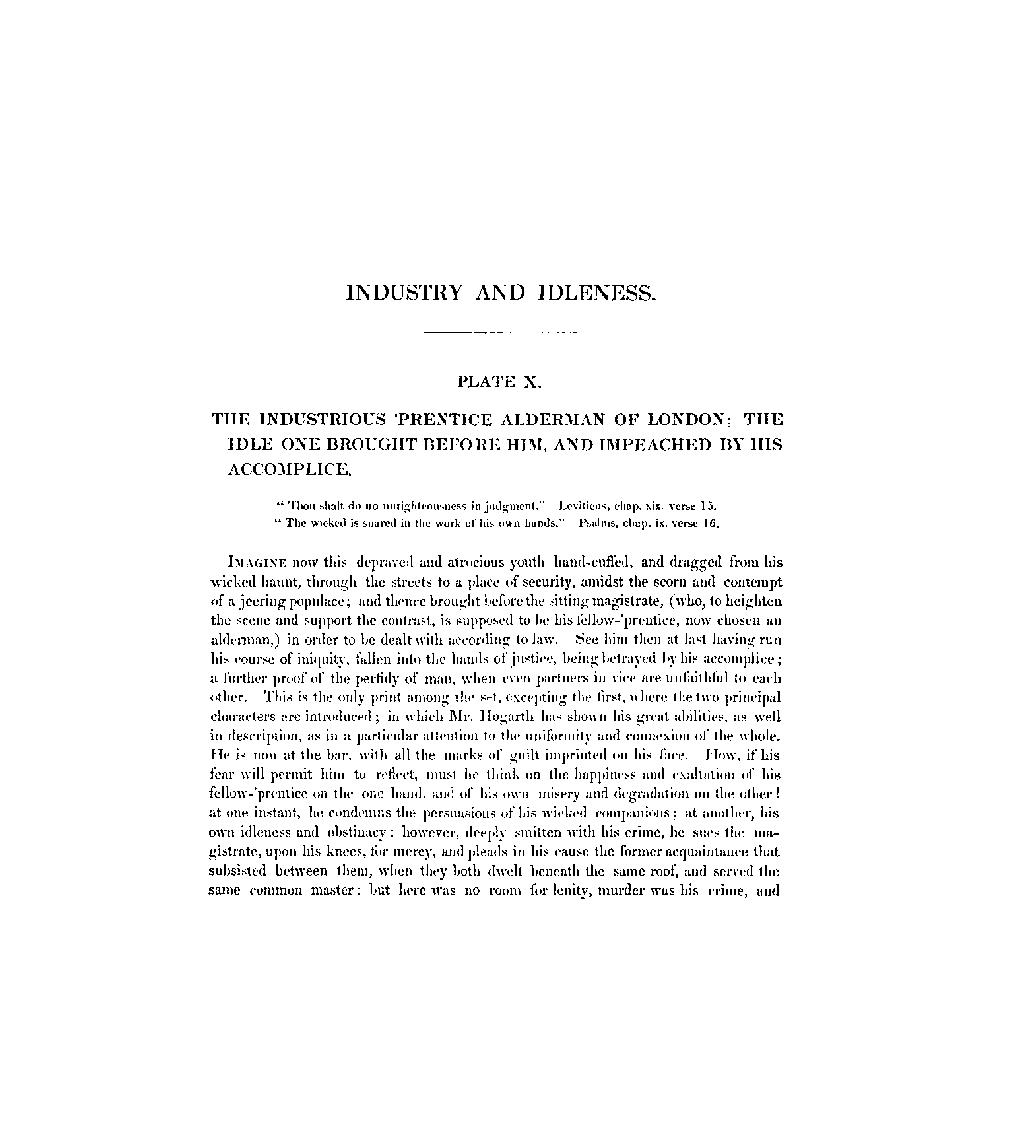 INDUSTRY AND IDLENESS.
PLATE X.
THE INDUSTRIOUS 'PRENTICE ALDERMAN OF LONDON; THE
IDLE ONE BROUGHT BEFORE HIM, AND IMPEACHED BY HIS
ACCOMPLICE.
"Thou shalt do no unrighteousness in judgment." Leviticus, chap. xix. verse 15.
"The wicked is snared in the work of his own hands." Psalms, chap. ix. verse 16.
IMAGINE now this depraved and atrocious youth hand-cuffed, and dragged from his
wicked haunt, through the streets to a place of security, amidst the scorn and contempt
of a jeering populace; and thence brought before the sitting magistrate, (who, to heighten
the scene and support the contrast, is supposed to be his fellow-'prentice, now chosen an
alderman,) in order to be dealt with according to law. See him then at last having run
his course of iniquity, fallen into the hands of justice, being betrayed by his accomplice;
a further proof of the perfidy of man, when even partners in vice are unfaithful to each
other. This is the only print among the set, excepting the first, where the two principal
characters are introduced; in which Mr. Hogarth has shown his great abilities, as well
in description, as in a particular attention to the uniformity and connexion of the whole.
He is now at the bar, with all the marks of guilt imprinted on his face. How, if his
fear will permit him to reflect, must he think on the happiness and exaltation of his
fellow-'prentice on the one hand, and of his own misery and degradation on the other!
at one instant, he condemns the persuasions of his wicked companions; at another, his
own idleness and obstinacy: however, deeply smitten with his crime, he sues the ma-
gistrate, upon his knees, for mercy, and pleads in his cause the former acquaintance that
subsisted between them, when they both dwelt beneath the same roof, and served the
same common master: but here was no room for lenity, murder was his crime, and